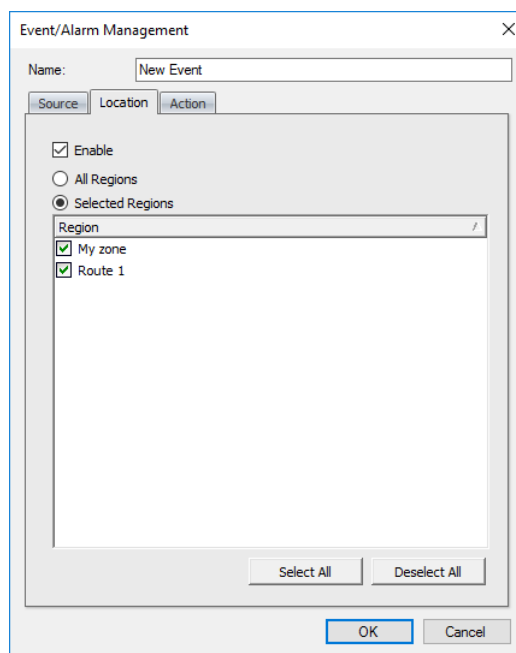 Event/Alarm Management
Name: New Event
Source Location Action
Enable
All Regions
Selected Regions
Region
My zone
Route 1
Select All Deselect All
OK Cancel